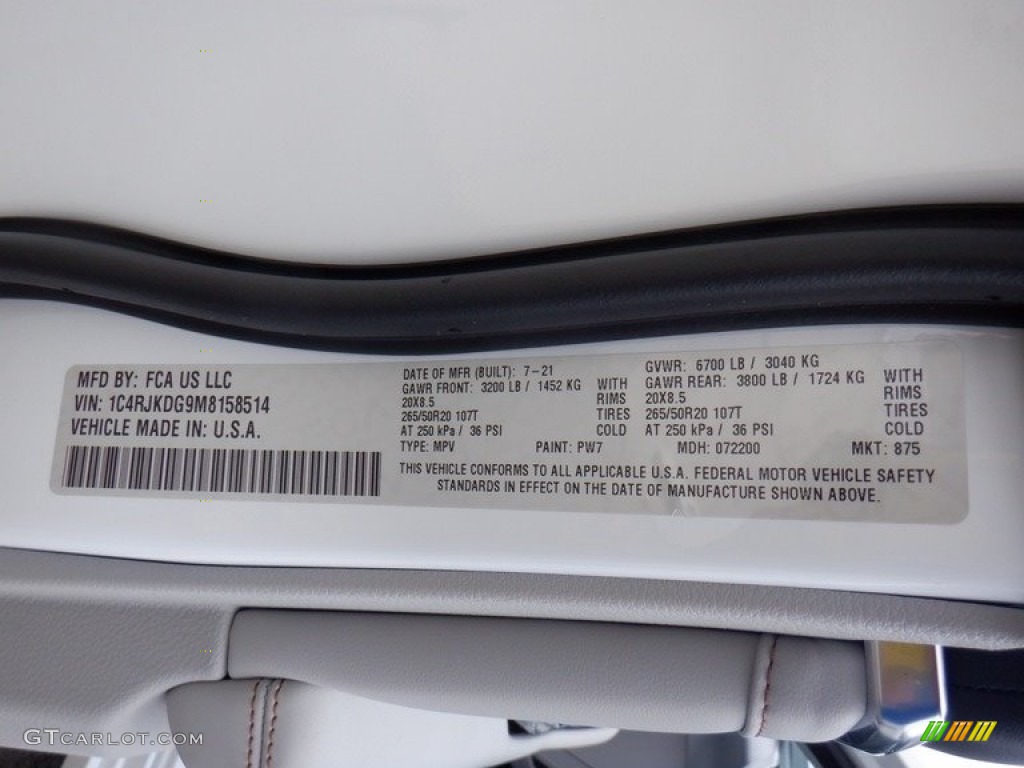 MFD BY: FCA US LLC
VIN: 1C4RJKDG9M8158514
VEHICLE MADE IN: U.S.A.
DATE OF MFR (BUILT): 7-21
GAWR FRONT: 3200 LB / 1452 KG WITH
20X8.5 RIMS
265/50R20 107T TIRES
AT 250 kPa / 36 PSI COLD
GVWR: 6700 LB / 3040 KG
GAWR REAR: 3800 LB / 1724 KG WITH
20X8.5 RIMS
265/50R20 107T TIRES
AT 250 kPa / 36 PSI COLD
TYPE: MPV PAINT: PW7 MDH: 072200 MKT: 875
THIS VEHICLE CONFORMS TO ALL APPLICABLE U.S.A. FEDERAL MOTOR VEHICLE SAFETY
STANDARDS IN EFFECT ON THE DATE OF MANUFACTURE SHOWN ABOVE.
GTCARLOT.COM